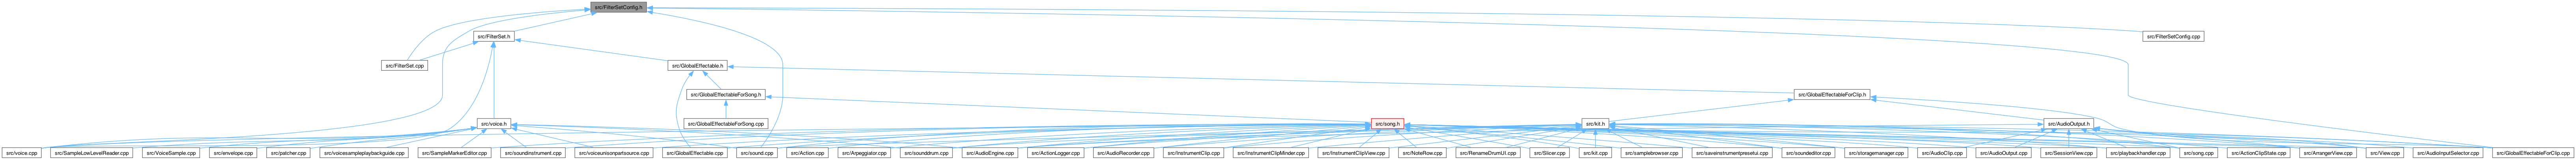 src/FilterSetConfig.h
src/FilterSet.h
src/FilterSetConfig.cpp
src/FilterSet.cpp
src/GlobalEffectable.h
src/GlobalEffectableForSong.h
src/GlobalEffectableForClip.h
src/voice.h
src/GlobalEffectableForSong.cpp
src/song.h
src/kit.h
src/AudioOutput.h
src/voice.cpp
src/SampleLowLevelReader.cpp
src/VoiceSample.cpp
src/envelope.cpp
src/patcher.cpp
src/voicesampleplaybackguide.cpp
src/SampleMarkerEditor.cpp
src/soundinstrument.cpp
src/voiceunisonpartsource.cpp
src/GlobalEffectable.cpp
src/sound.cpp
src/Action.cpp
src/Arpeggiator.cpp
src/sounddrum.cpp
src/AudioEngine.cpp
src/ActionLogger.cpp
src/AudioRecorder.cpp
src/InstrumentClip.cpp
src/InstrumentClipMinder.cpp
src/InstrumentClipView.cpp
src/NoteRow.cpp
src/RenameDrumUI.cpp
src/Slicer.cpp
src/kit.cpp
src/samplebrowser.cpp
src/saveinstrumentpresetui.cpp
src/soundeditor.cpp
src/storagemanager.cpp
src/AudioClip.cpp
src/AudioOutput.cpp
src/SessionView.cpp
src/playbackhandler.cpp
src/song.cpp
src/ActionClipState.cpp
src/ArrangerView.cpp
src/View.cpp
src/AudioInputSelector.cpp
src/GlobalEffectableForClip.cpp